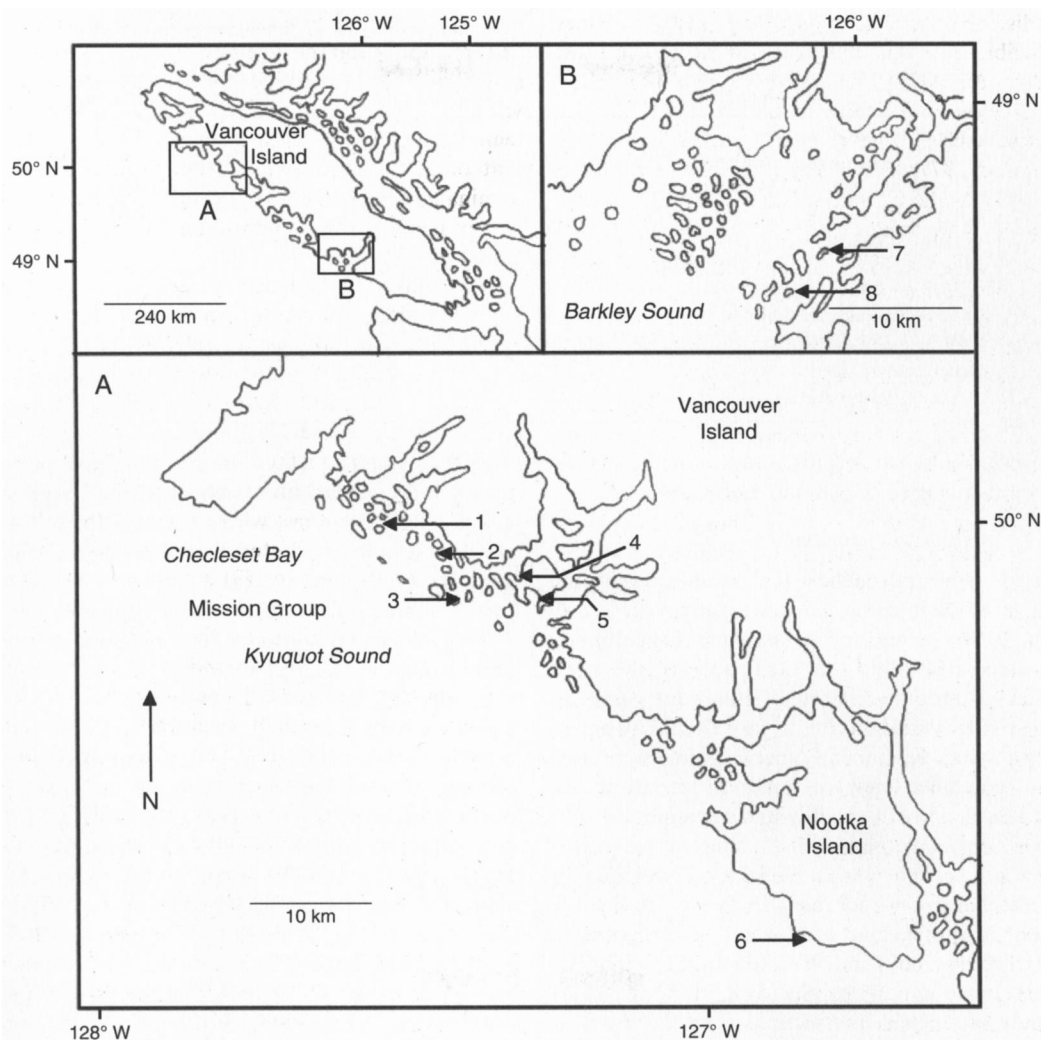 126° W 125° W
126° W
B
49° N
Vancouver
Island
50° N
A
49° N
B
7
8
240 km
Barkley Sound
10 km
A
Vancouver
Island
1
50° N
Checleset Bay
2
4
3
Mission Group
5
Kyuquot Sound
N
Nootka
Island
10 km
6
128° W
127° W